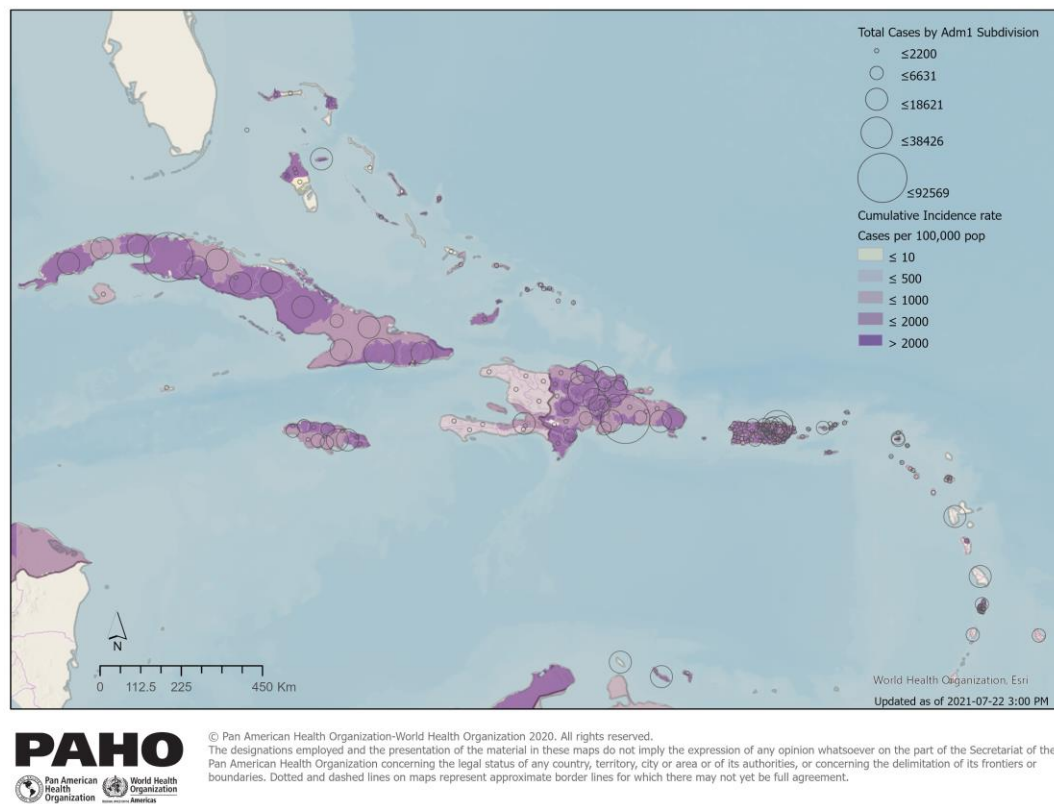 Total Cases by Adm1 Subdivision
≤2200
≤6631
≤18621
≤38426
≤92569
Cumulative Incidence rate
Cases per 100,000 pop
≤ 10
≤ 500
≤ 1000
≤ 2000
> 2000
N
0 112.5 225 450 Km
World Health Organization, Esri
Updated as of 2021-07-22 3:00 PM
PAHO
Pan American Health Organization
World Health Organization
Americas
© Pan American Health Organization-World Health Organization 2020. All rights reserved.
The designations employed and the presentation of the material in these maps do not imply the expression of any opinion whatsoever on the part of the Secretariat of the
Pan American Health Organization concerning the legal status of any country, territory, city or area or of its authorities, or concerning the delimitation of its frontiers or
boundaries. Dotted and dashed lines on maps represent approximate border lines for which there may not yet be full agreement.